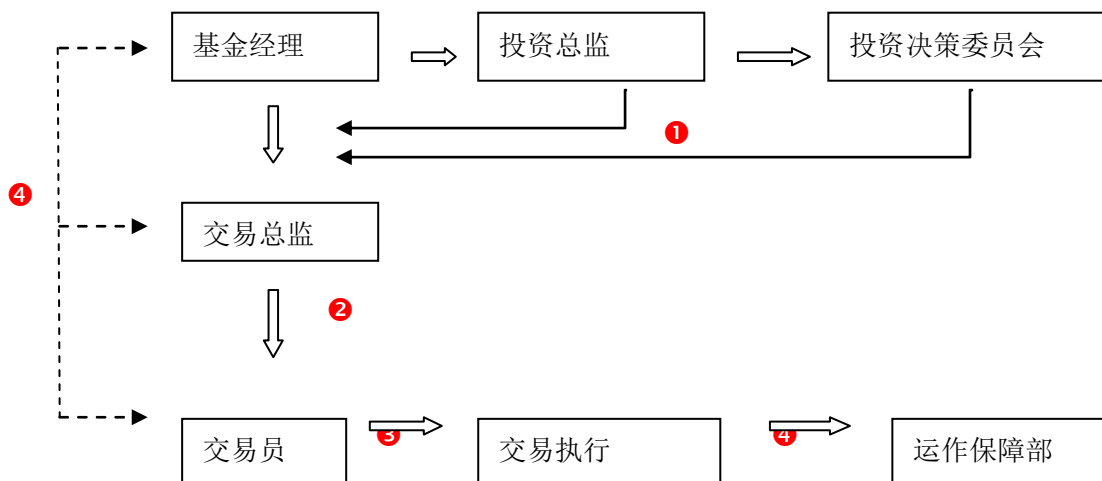 基金经理
投资总监
投资决策委员会
❶
❹
交易总监
❷
交易员
❸
交易执行
❹
运作保障部